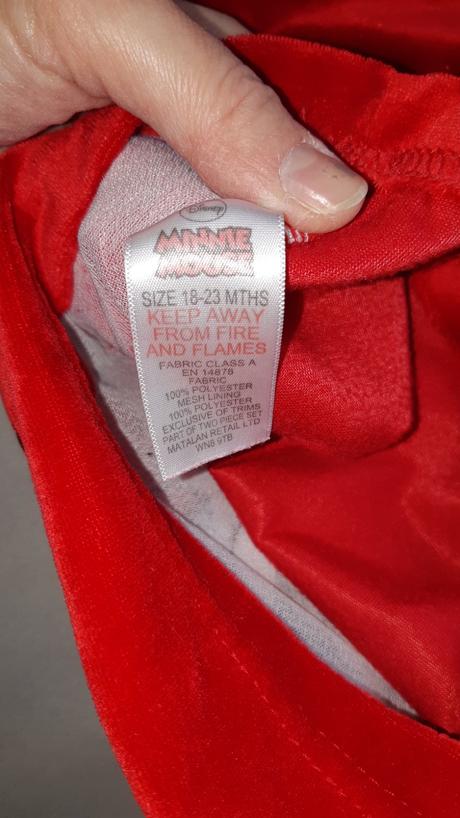 Disney
MINNIE
MOUSE
SIZE 18-23 MTHS
KEEP AWAY
FROM FIRE
AND FLAMES
FABRIC CLASS A
EN 14878
FABRIC
100% POLYESTER
MESH LINING
100% POLYESTER
EXCLUSIVE OF TRIMS
PART OF TWO PIECE SET
MATALAN RETAIL LTD
WN8 9TB